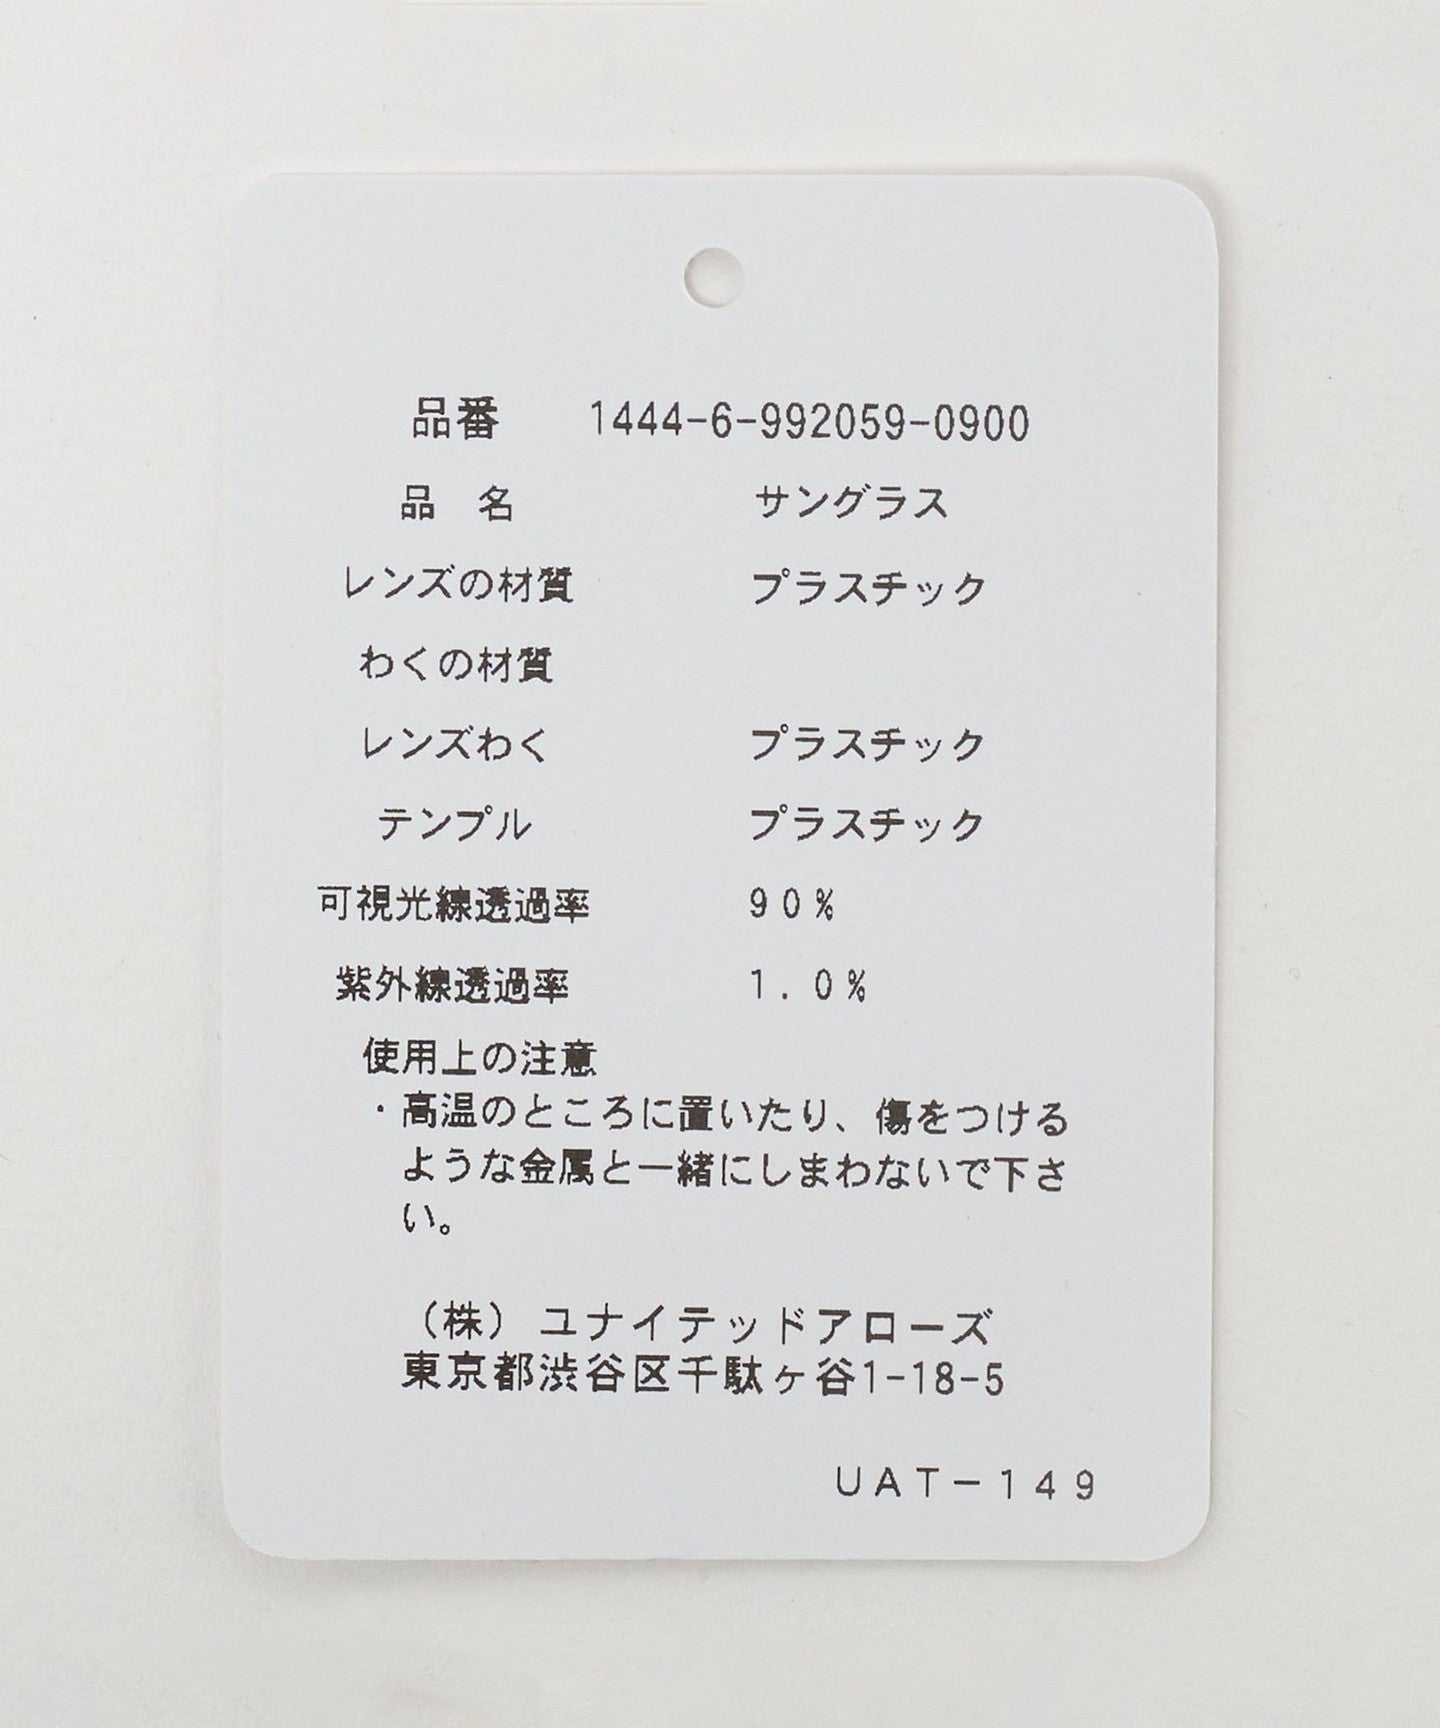 品番 1444-6-992059-0900
品 名 サングラス
レンズの材質 プラスチック
わくの材質
レンズわく プラスチック
テンプル プラスチック
可視光線透過率 90%
紫外線透過率 1.0%
使用上の注意
・高温のところに置いたり、傷をつける
ような金属と一緒にしまわないで下さ
い。
（株）ユナイテッドアローズ
東京都渋谷区千駄ヶ谷1-18-5
UAT-149